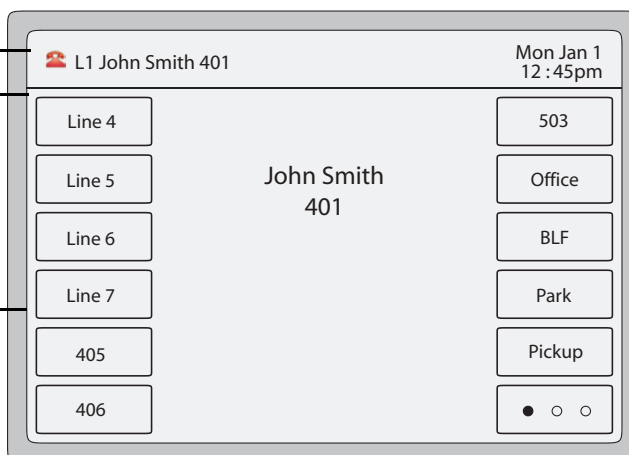 L1 John Smith 401
Mon Jan 1
12 : 45pm
Line 4
Line 5
Line 6
Line 7
405
406
John Smith
401
503
Office
BLF
Park
Pickup